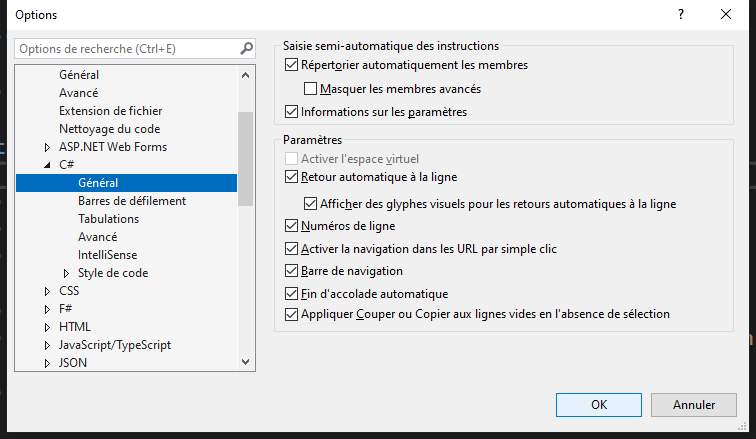 Options
Options de recherche (Ctrl+E)
Général
Avancé
Extension de fichier
Nettoyage du code
ASP.NET Web Forms
C#
Général
Barres de défilement
Tabulations
Avancé
IntelliSense
Style de code
CSS
F#
HTML
JavaScript/TypeScript
JSON
Saisie semi-automatique des instructions
Répertorier automatiquement les membres
Masquer les membres avancés
Informations sur les paramètres
Paramètres
Activer l'espace virtuel
Retour automatique à la ligne
Afficher des glyphes visuels pour les retours automatiques à la ligne
Numéros de ligne
Activer la navigation dans les URL par simple clic
Barre de navigation
Fin d'accolade automatique
Appliquer Couper ou Copier aux lignes vides en l'absence de sélection
OK
Annuler